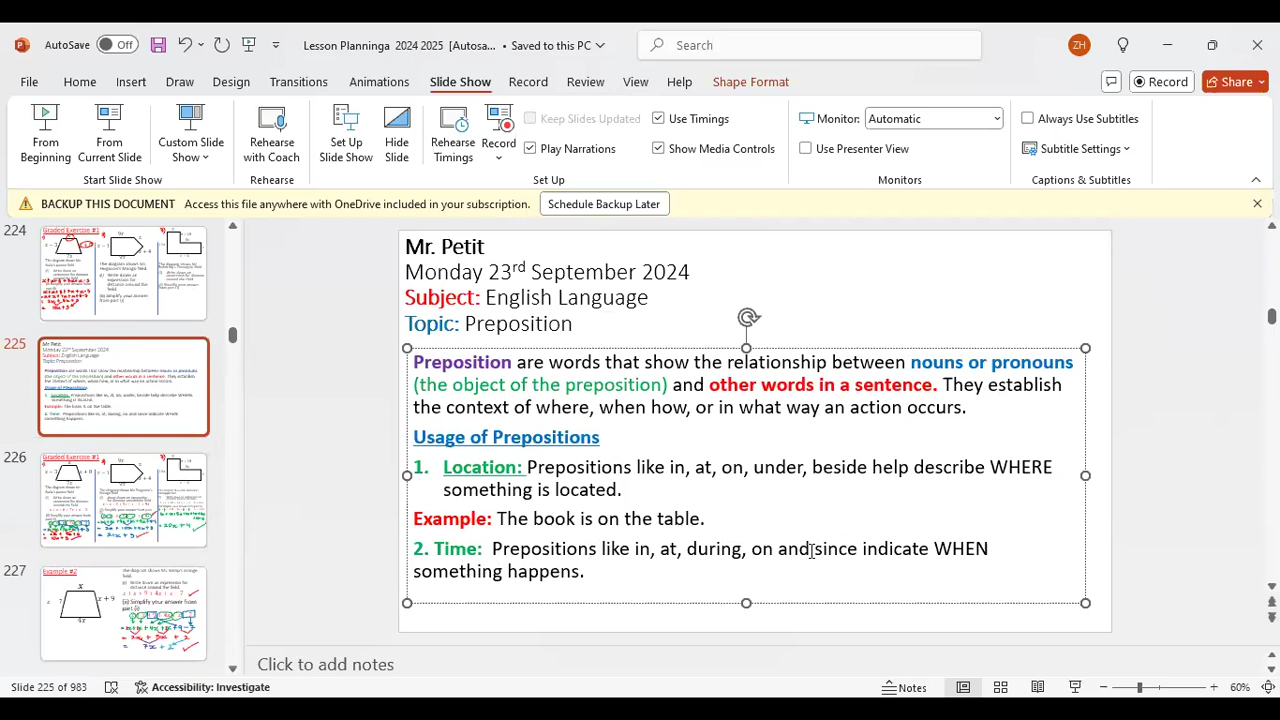 AutoSave Off Lesson Planninga 2024 2025 [Autosa... - Saved to this PC Search ZH
File Home Insert Draw Design Transitions Animations Slide Show Record Review View Help Shape Format Record Share
From Beginning
From Current Slide
Custom Slide Show
Rehearse with Coach
Set Up Slide Show
Hide Slide
Rehearse Timings
Record
Keep Slides Updated
Use Timings
Play Narrations
Show Media Controls
Monitor: Automatic
Use Presenter View
Always Use Subtitles
Subtitle Settings
Start Slide Show Rehearse Set Up Monitors Captions & Subtitles
BACKUP THIS DOCUMENT Access this file anywhere with OneDrive included in your subscription. Schedule Backup Later
224
Graded Exercise #1
225
226
Graded Exercise #1
227
Example #2
Mr. Petit
Monday 23rd September 2024
Subject: English Language
Topic: Preposition
Preposition are words that show the relationship between nouns or pronouns
(the object of the preposition) and other words in a sentence. They establish
the context of where, when how, or in what way an action occurs.
Usage of Prepositions
1. Location: Prepositions like in, at, on, under, beside help describe WHERE
something is located.
Example: The book is on the table.
2. Time: Prepositions like in, at, during, on and since indicate WHEN
something happens.
Click to add notes
Slide 225 of 983 Accessibility: Investigate Notes 60%